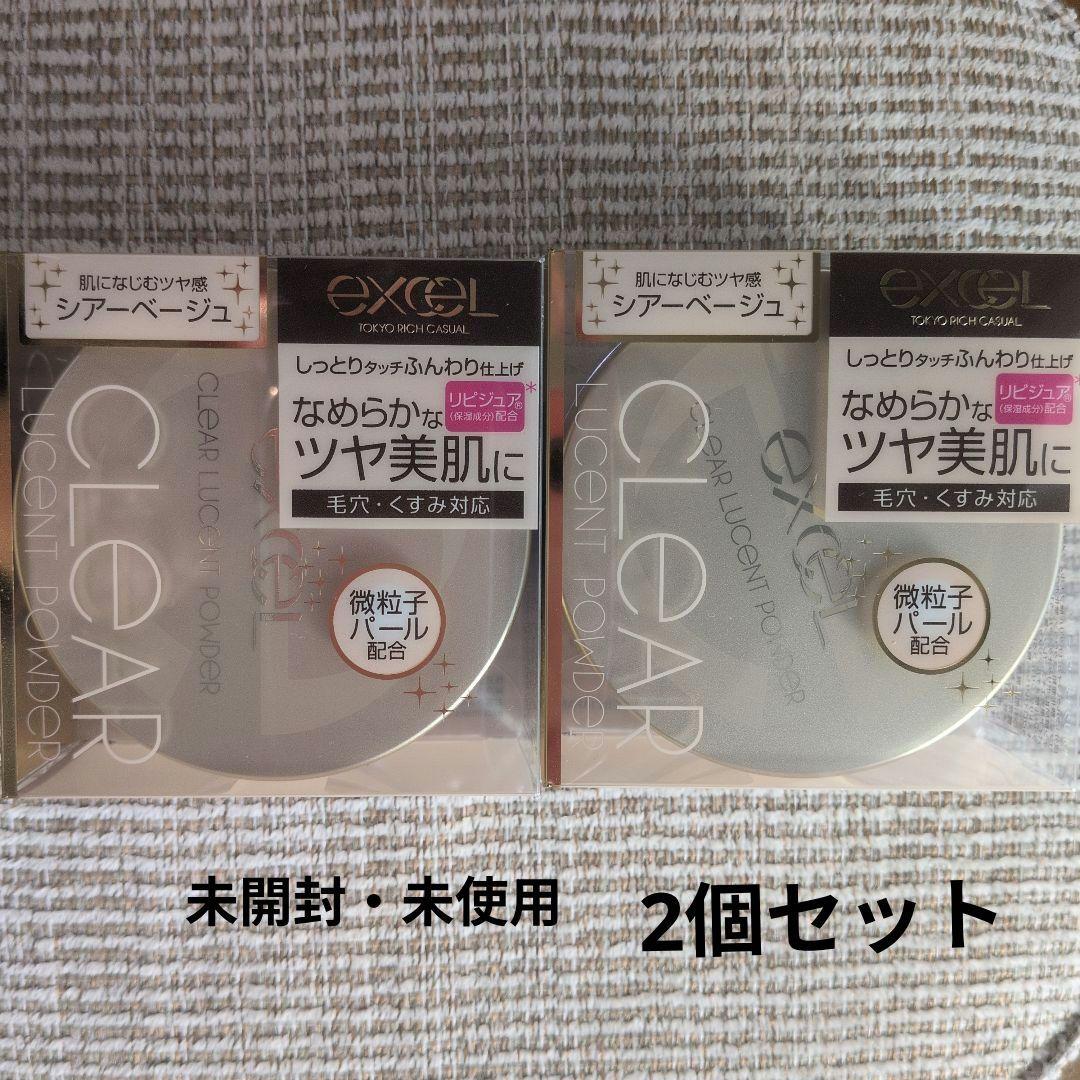 肌になじむツヤ感
シアーベージュ
excel
TOKYO RICH CASUAL
しっとりタッチふんわり仕上げ
なめらかな
リピジュア®*
(保湿成分)配合
ツヤ美肌に
毛穴・くすみ対応
CLeAR
LUCeNT POWDeR
CLeAR LUCeNT POWDeR
excel
微粒子
パール
配合
肌になじむツヤ感
シアーベージュ
excel
TOKYO RICH CASUAL
しっとりタッチふんわり仕上げ
なめらかな
リピジュア®*
(保湿成分)配合
ツヤ美肌に
毛穴・くすみ対応
CLeAR
LUCeNT POWDeR
CLeAR LUCeNT POWDeR
excel
微粒子
パール
配合
未開封・未使用
2個セット